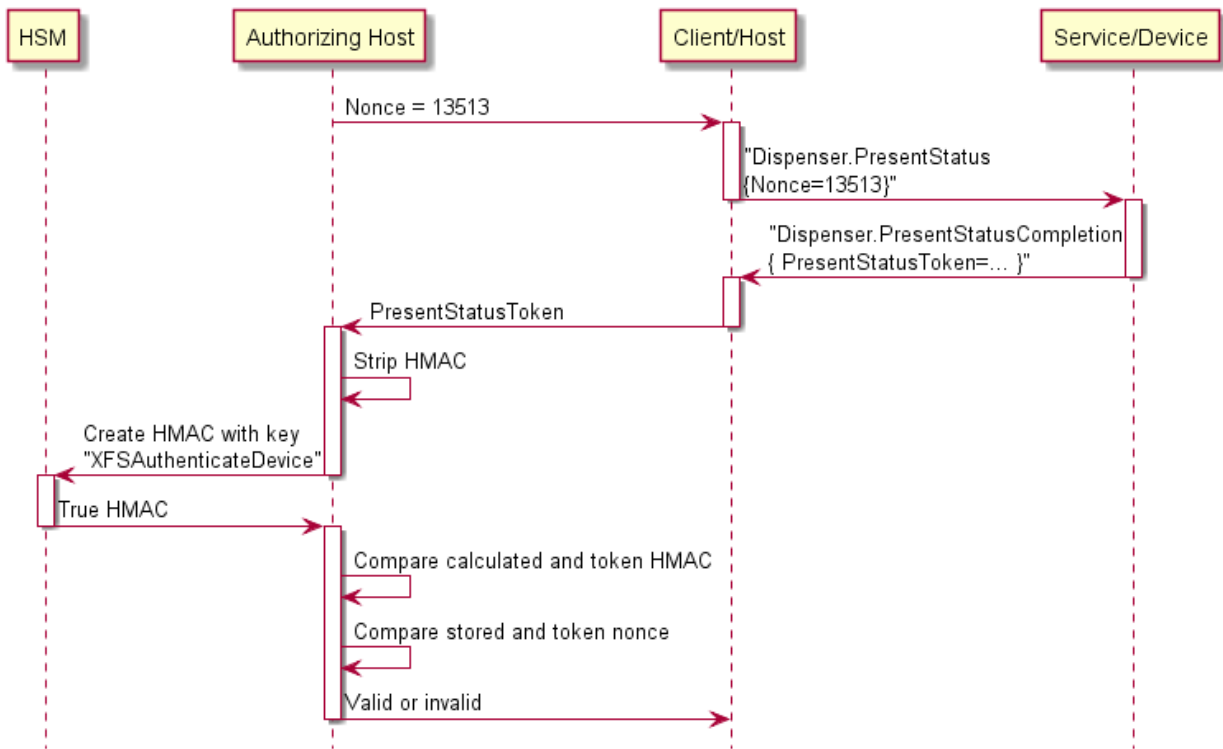 HSM
Authorizing Host
Client/Host
Service/Device
Nonce = 13513
"Dispenser.PresentStatus
{Nonce=13513}"
"Dispenser.PresentStatusCompletion
{ PresentStatusToken=... }"
PresentStatusToken
Strip HMAC
Create HMAC with key
"XFSAuthenticateDevice"
True HMAC
Compare calculated and token HMAC
Compare stored and token nonce
Valid or invalid